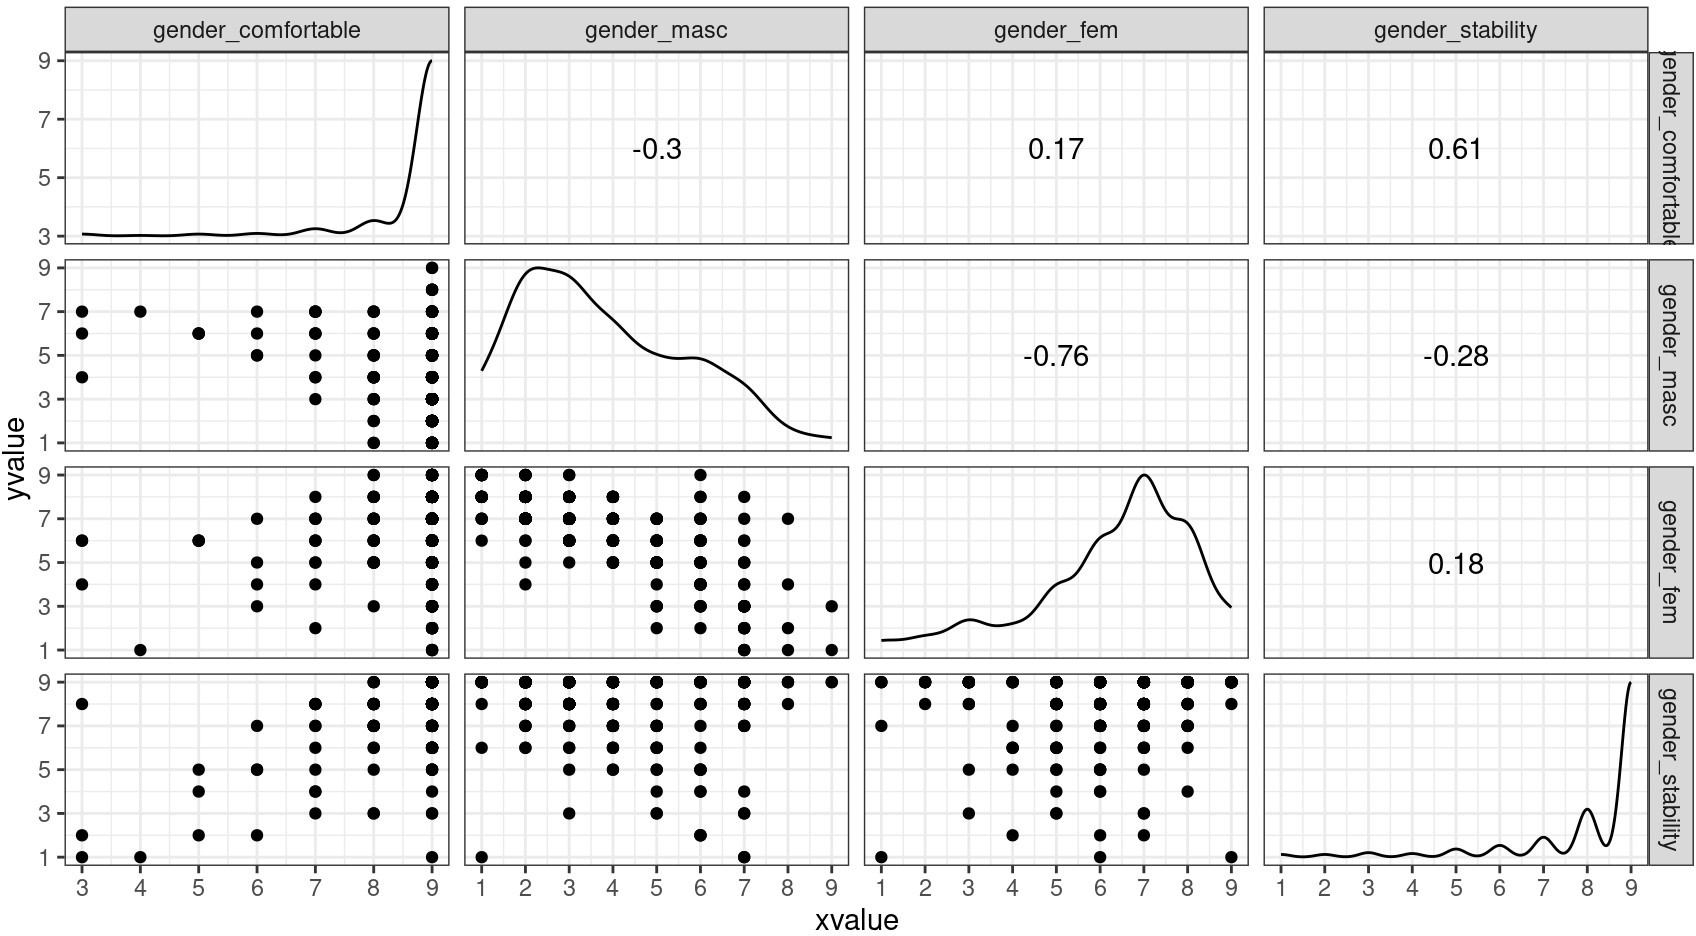 gender_comfortable gender_masc gender_fem gender_stability
9
7
5
3
-0.3 0.17 0.61
gender_comfortable
9
7
5
3
1
-0.76 -0.28
gender_masc
yvalue
9
7
5
3
1
0.18
gender_fem
9
7
5
3
1
gender_stability
3 4 5 6 7 8 9 1 2 3 4 5 6 7 8 9 1 2 3 4 5 6 7 8 9 1 2 3 4 5 6 7 8 9
xvalue